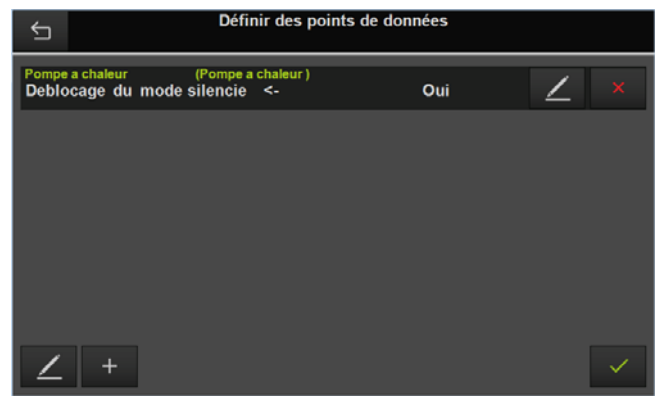 Définir des points de données
Pompe a chaleur (Pompe a chaleur )
Deblocage du mode silencie <- Oui